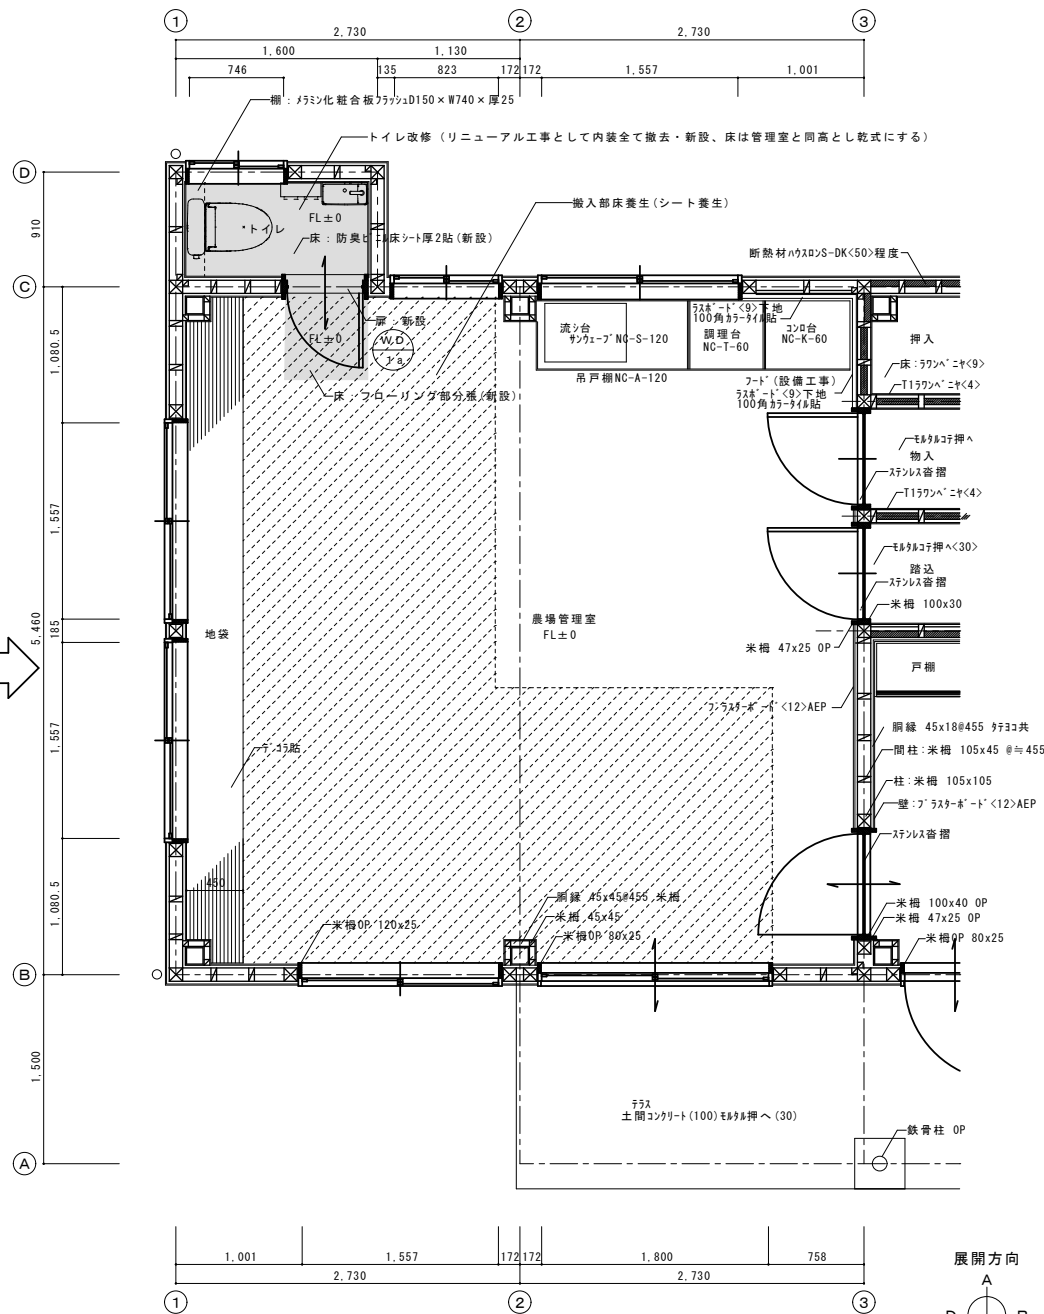 1
2
3
2,730
2,730
1,600
1,130
746
135
823
172
172
1,557
1,001
棚：メラミン化粧合板フラッシュD150×W740×厚25
トイレ改修（リニューアル工事として内装全て撤去・新設、床は管理室と同高とし乾式にする）
D
搬入部床養生(シート養生)
FL±0
トイレ
床：防臭ビニル床シート厚2貼(新設)
断熱材ハウスロンS-DK<50>程度
910
C
ラスボード<9>下地
100角カラータイル貼
扉：新設
FL±0
WD
1a
流シ台
サンウェーブNC-S-120
調理台
NC-T-60
コンロ台
NC-K-60
押入
床:ラワンベニヤ<9>
吊戸棚NC-A-120
フード(設備工事)
ラスボード<9>下地
100角カラータイル貼
T1ラワンベニヤ<4>
床：フローリング部分張(新設)
1,080.5
モルタルコテ押ヘ
物入
ステンレス沓摺
T1ラワンベニヤ<4>
1,557
モルタルコテ押ヘ<30>
踏込
ステンレス沓摺
米栂 100x30
農場管理室
FL±0
地袋
5,460
185
米栂 47x25 OP
戸棚
プラスターボード<12>AEP
胴縁 45x18@455 タテヨコ共
間柱:米栂 105x45 @≒455
1,557
デコラ貼
柱:米栂 105x105
壁:プラスターボード<12>AEP
ステンレス沓摺
1,080.5
450
胴縁 45x45@455 米栂
米栂 45x45
米栂OP 80x25
米栂OP 120x25
米栂 100x40 OP
米栂 47x25 OP
米栂OP 80x25
B
1,500
テラス
土間コンクリート(100)モルタル押ヘ(30)
鉄骨柱 OP
A
1,001
1,557
172
172
1,800
758
2,730
2,730
1
2
3
展開方向
A
D
B